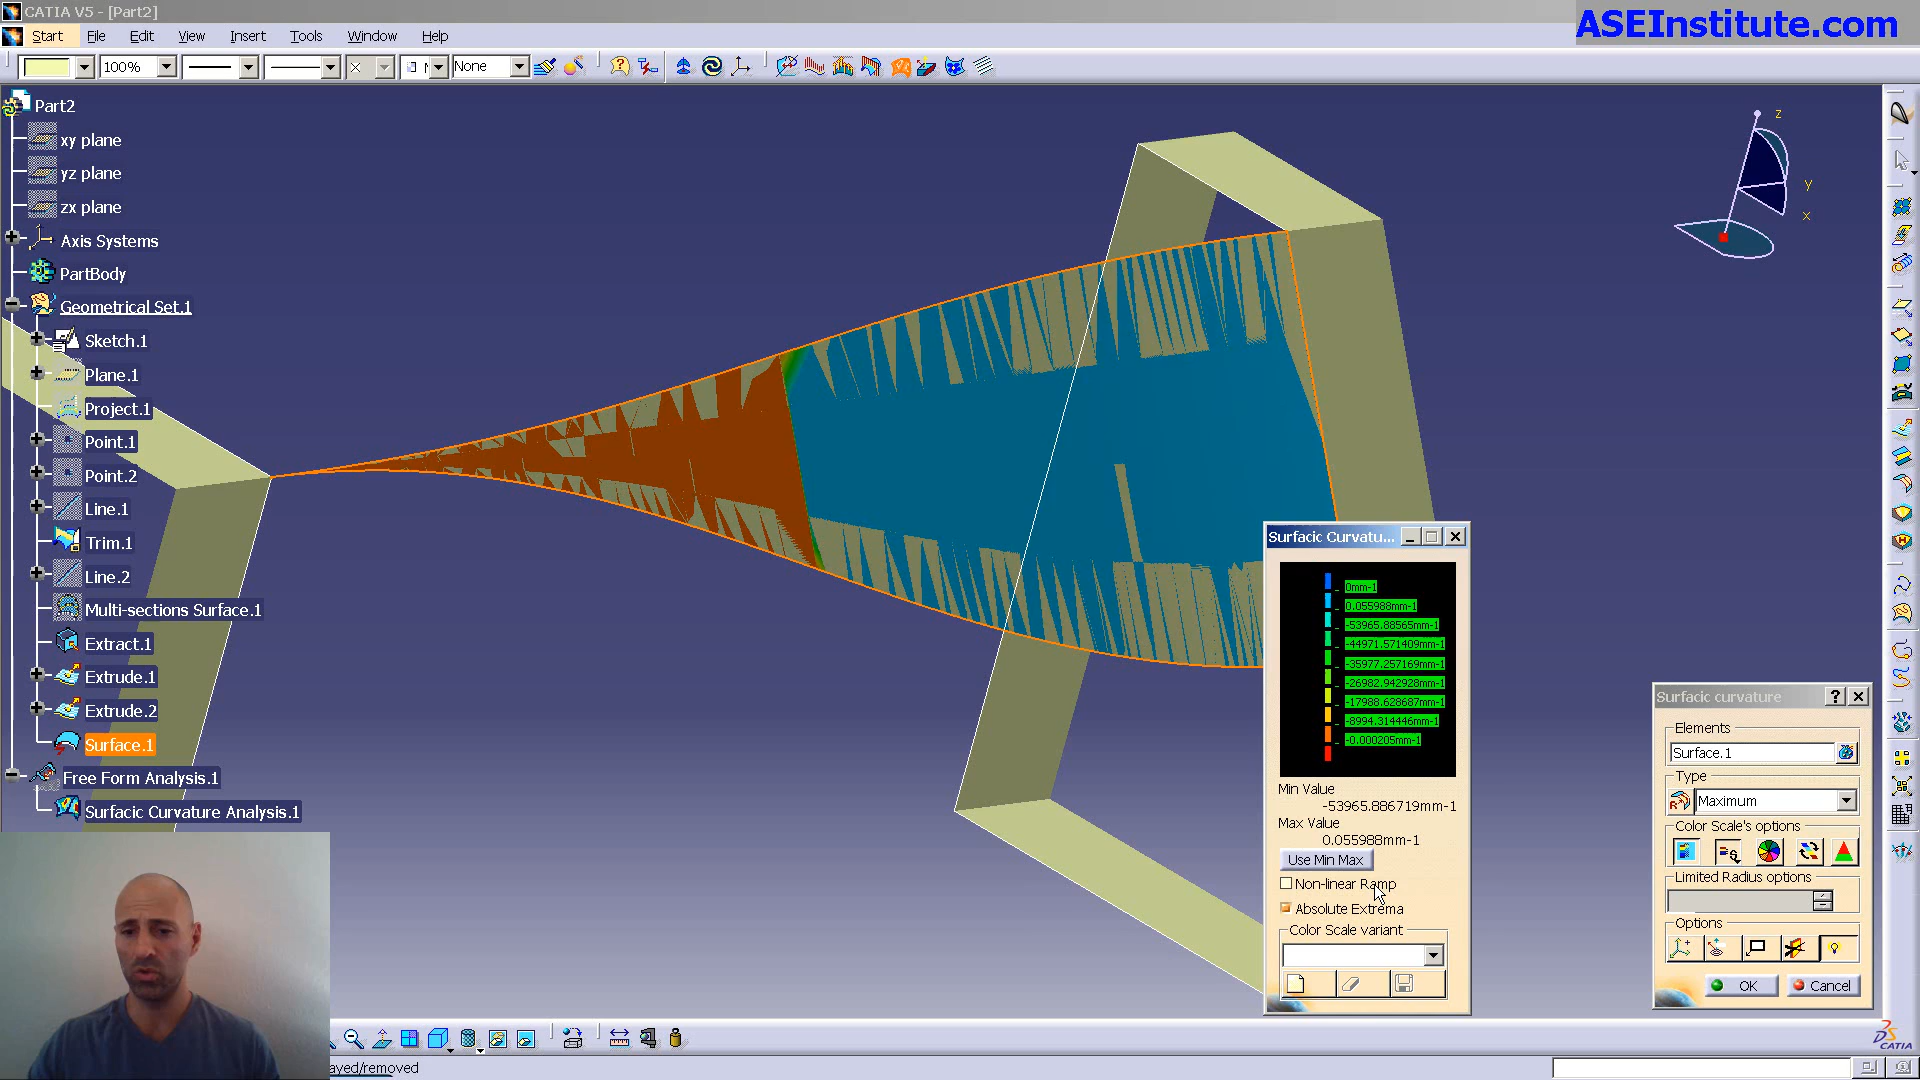 CATIA V5 - [Part2]
ASEInstitute.com
Start File Edit View Insert Tools Window Help
100% None
Part2
xy plane
yz plane
zx plane
Axis Systems
PartBody
Geometrical Set.1
Sketch.1
Plane.1
Project.1
Point.1
Point.2
Line.1
Trim.1
Line.2
Multi-sections Surface.1
Extract.1
Extrude.1
Extrude.2
Surface.1
Free Form Analysis.1
Surfacic Curvature Analysis.1
z
y
x
Surfacic Curvatu...
0mm-1
0.055988mm-1
-53965.88565mm-1
-44971.571409mm-1
-35977.257169mm-1
-26982.942928mm-1
-17988.628687mm-1
-8994.314446mm-1
-0.000205mm-1
Min Value
-53965.886719mm-1
Max Value
0.055988mm-1
Use Min Max
Non-linear Ramp
Absolute Extrema
Color Scale variant
Surfacic curvature
Elements
Surface.1
Type
Maximum
Color Scale's options
Limited Radius options
Options
OK Cancel
CATIA
ayed/removed